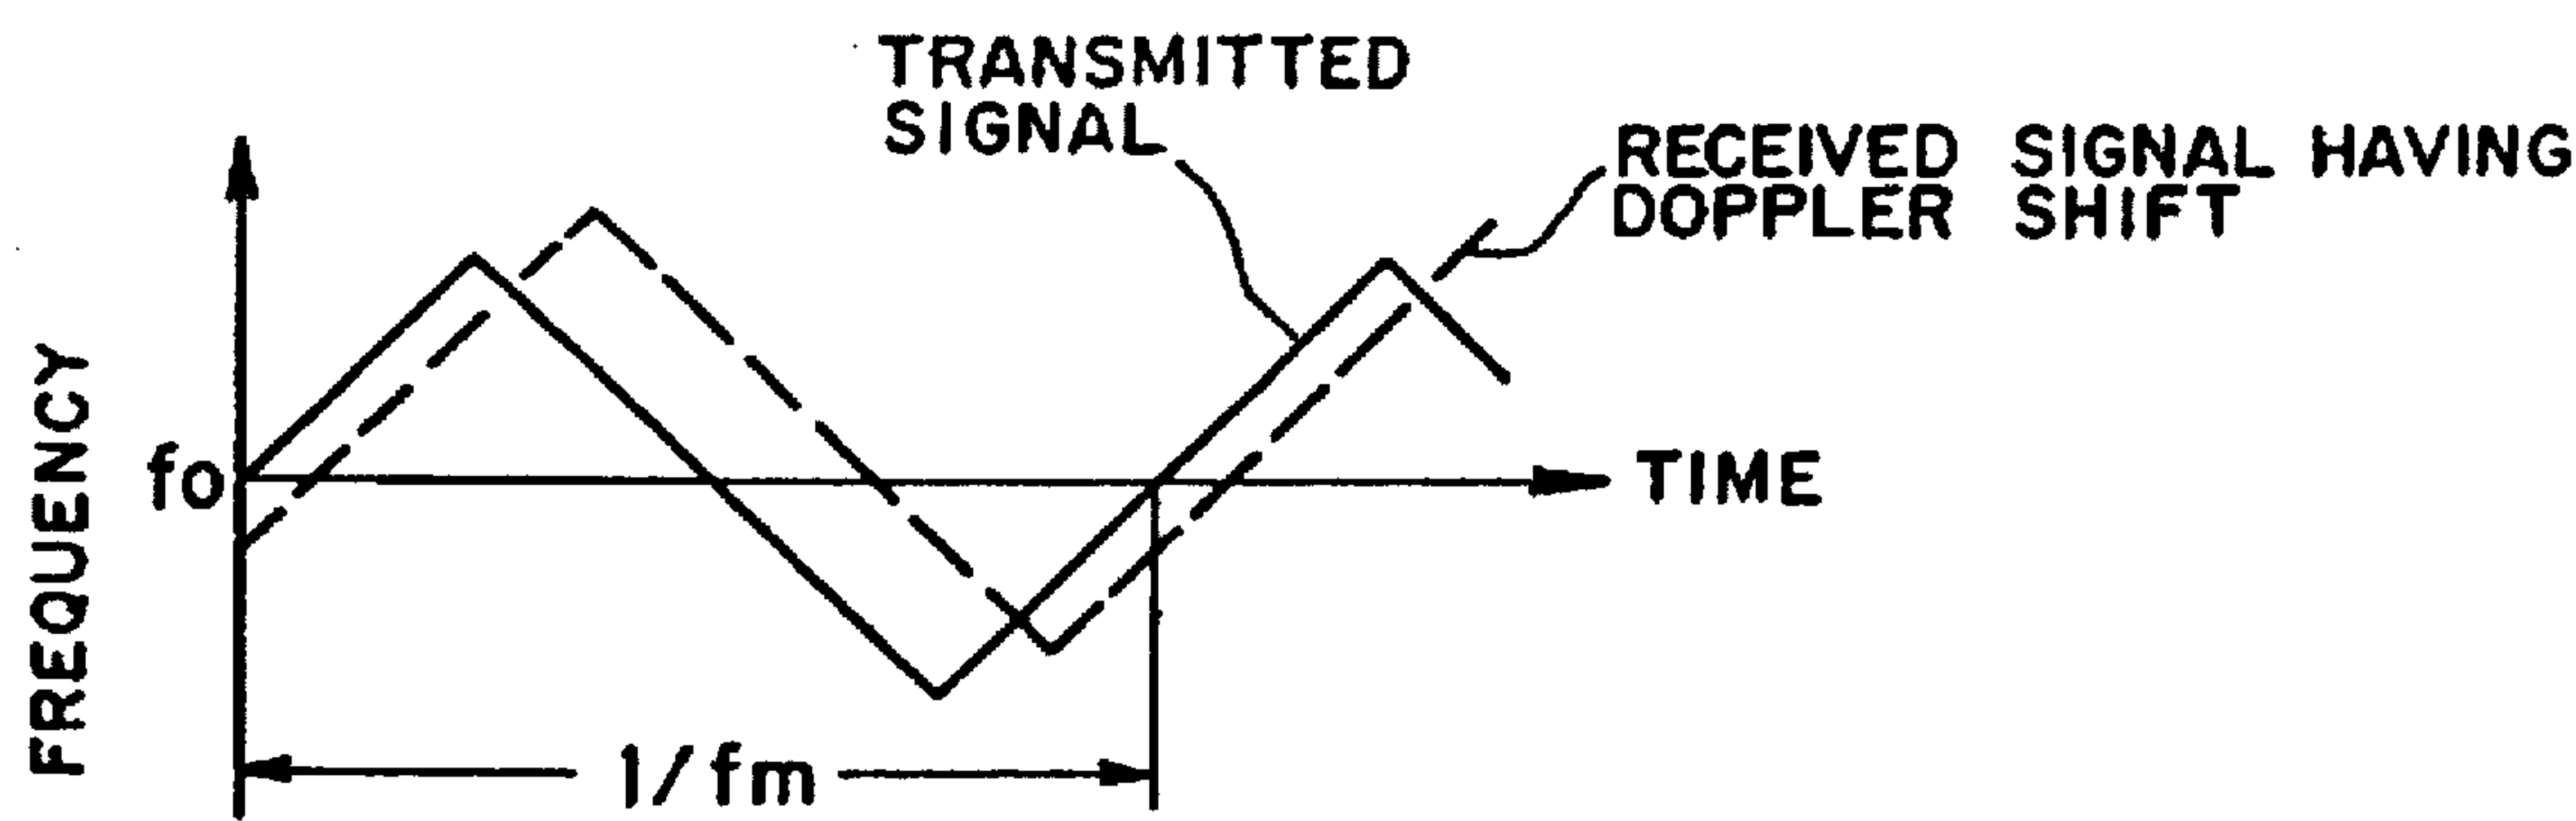 TRANSMITTED
SIGNAL
RECEIVED SIGNAL HAVING
DOPPLER SHIFT
FREQUENCY
fo
TIME
1/fm